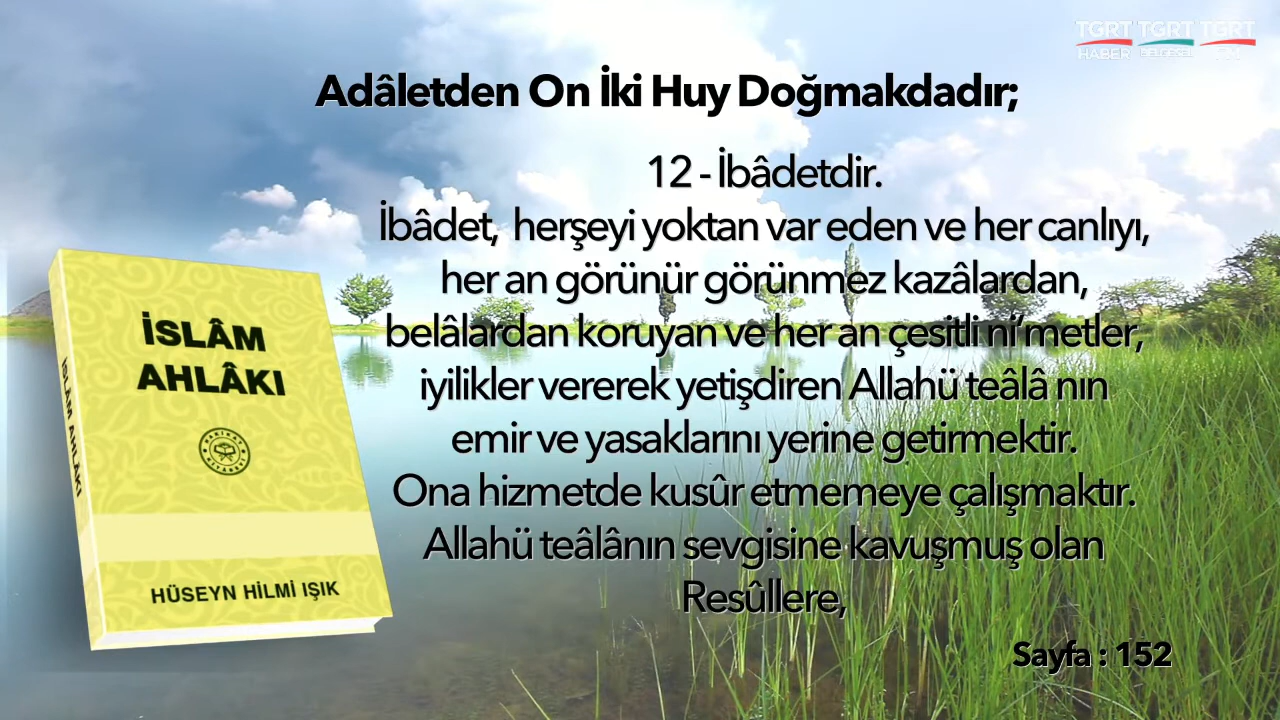 TGRT HABER
TGRT BELGESEL
TGRT FM
Adâletden On İki Huy Doğmakdadır;
12 - İbâdetdir.
İbâdet, herşeyi yoktan var eden ve her canlıyı,
her an görünür görünmez kazâlardan,
belâlardan koruyan ve her an çesitli ni'metler,
iyilikler vererek yetişdiren Allahü teâlâ nın
emir ve yasaklarını yerine getirmektir.
Ona hizmetde kusûr etmemeye çalışmaktır.
Allahü teâlânın sevgisine kavuşmuş olan
Resûllere,
Sayfa : 152
İSLÂM
AHLÂKI
HÜSEYN HİLMİ IŞIK
İSLÂM AHLÂKI